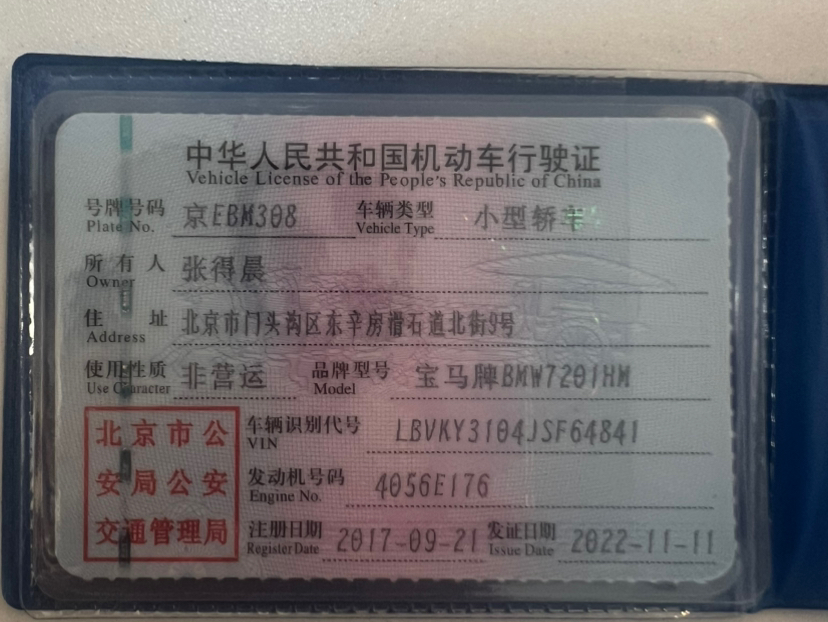 中华人民共和国机动车行驶证
Vehicle License of the People's Republic of China
号牌号码 京EBM308 车辆类型 小型轿车
Plate No. Vehicle Type
所有人 张得晨
Owner
住址 北京市门头沟区东辛房滑石道北街9号
Address
使用性质 非营运 品牌型号 宝马牌BMW7201HM
Use Character Model
北京市公安局公安交通管理局
车辆识别代号 LBVKY3104JSF64841
VIN
发动机号码 4056E176
Engine No.
注册日期 2017-09-21 发证日期 2022-11-11
Register Date Issue Date